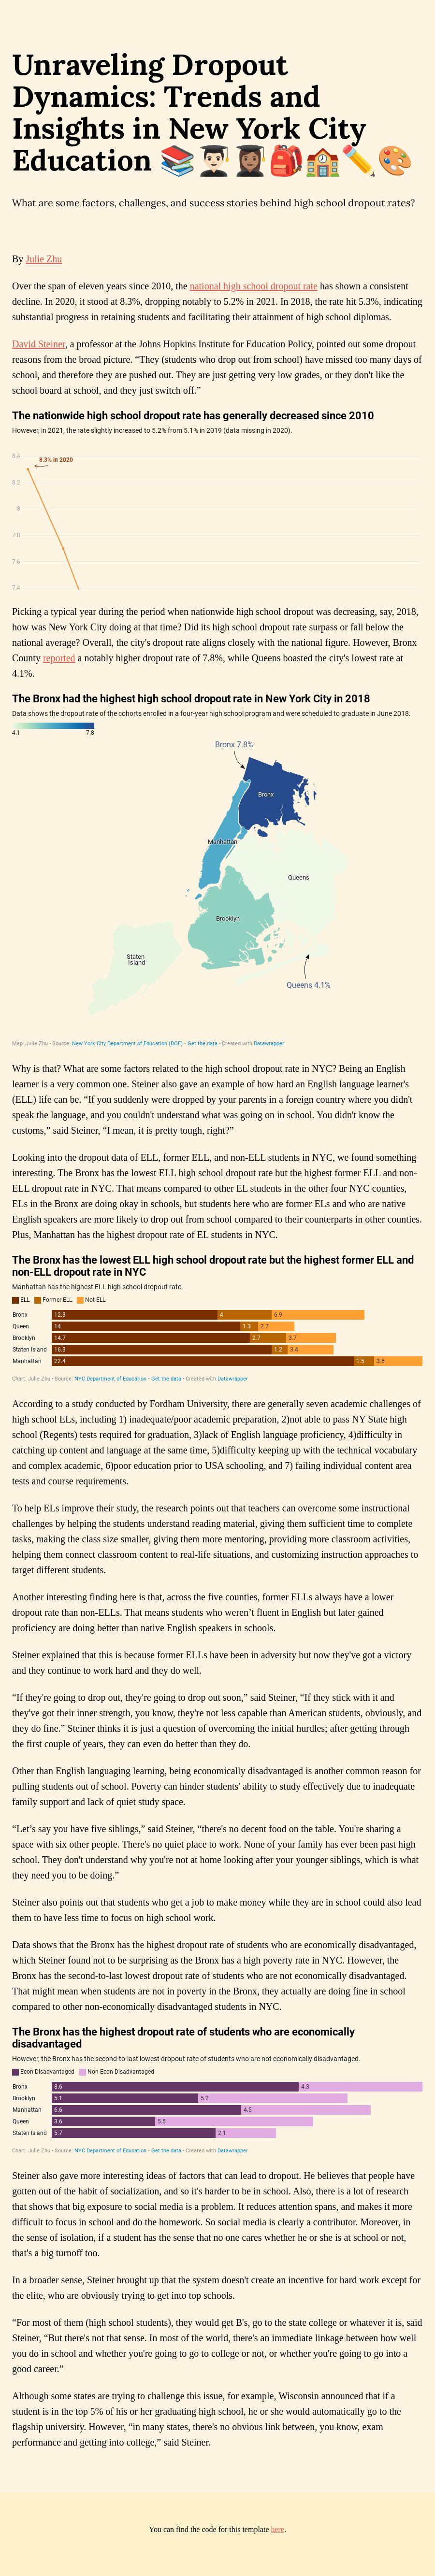 Unraveling Dropout
Dynamics: Trends and
Insights in New York City
Education 📚👨🏻‍🎓👩🏽‍🎓🎒🏫✏️🎨
What are some factors, challenges, and success stories behind high school dropout rates?
By Julie Zhu
Over the span of eleven years since 2010, the national high school dropout rate has shown a consistent
decline. In 2020, it stood at 8.3%, dropping notably to 5.2% in 2021. In 2018, the rate hit 5.3%, indicating
substantial progress in retaining students and facilitating their attainment of high school diplomas.
David Steiner, a professor at the Johns Hopkins Institute for Education Policy, pointed out some dropout
reasons from the broad picture. “They (students who drop out from school) have missed too many days of
school, and therefore they are pushed out. They are just getting very low grades, or they don't like the
school board at school, and they just switch off.”
The nationwide high school dropout rate has generally decreased since 2010
However, in 2021, the rate slightly increased to 5.2% from 5.1% in 2019 (data missing in 2020).
8.4
8.3% in 2020
8.2
8
7.8
7.6
7.4
Picking a typical year during the period when nationwide high school dropout was decreasing, say, 2018,
how was New York City doing at that time? Did its high school dropout rate surpass or fall below the
national average? Overall, the city's dropout rate aligns closely with the national figure. However, Bronx
County reported a notably higher dropout rate of 7.8%, while Queens boasted the city's lowest rate at
4.1%.
The Bronx had the highest high school dropout rate in New York City in 2018
Data shows the dropout rate of the cohorts enrolled in a four-year high school program and were scheduled to graduate in June 2018.
4.1 7.8
Bronx 7.8%
Bronx
Manhattan
Queens
Brooklyn
Staten
Island
Queens 4.1%
Map: Julie Zhu • Source: New York City Department of Education (DOE) • Get the data • Created with Datawrapper
Why is that? What are some factors related to the high school dropout rate in NYC? Being an English
learner is a very common one. Steiner also gave an example of how hard an English language learner's
(ELL) life can be. “If you suddenly were dropped by your parents in a foreign country where you didn't
speak the language, and you couldn't understand what was going on in school. You didn't know the
customs,” said Steiner, “I mean, it is pretty tough, right?”
Looking into the dropout data of ELL, former ELL, and non-ELL students in NYC, we found something
interesting. The Bronx has the lowest ELL high school dropout rate but the highest former ELL and non-
ELL dropout rate in NYC. That means compared to other EL students in the other four NYC counties,
ELs in the Bronx are doing okay in schools, but students here who are former ELs and who are native
English speakers are more likely to drop out from school compared to their counterparts in other counties.
Plus, Manhattan has the highest dropout rate of EL students in NYC.
The Bronx has the lowest ELL high school dropout rate but the highest former ELL and
non-ELL dropout rate in NYC
Manhattan has the highest ELL high school dropout rate.
ELL Former ELL Not ELL
Bronx 12.3 4 6.9
Queen 14 1.3 2.7
Brooklyn 14.7 2.7 3.7
Staten Island 16.3 1.2 3.4
Manhattan 22.4 1.5 3.6
Chart: Julie Zhu • Source: NYC Department of Education • Get the data • Created with Datawrapper
According to a study conducted by Fordham University, there are generally seven academic challenges of
high school ELs, including 1) inadequate/poor academic preparation, 2)not able to pass NY State high
school (Regents) tests required for graduation, 3)lack of English language proficiency, 4)difficulty in
catching up content and language at the same time, 5)difficulty keeping up with the technical vocabulary
and complex academic, 6)poor education prior to USA schooling, and 7) failing individual content area
tests and course requirements.
To help ELs improve their study, the research points out that teachers can overcome some instructional
challenges by helping the students understand reading material, giving them sufficient time to complete
tasks, making the class size smaller, giving them more mentoring, providing more classroom activities,
helping them connect classroom content to real-life situations, and customizing instruction approaches to
target different students.
Another interesting finding here is that, across the five counties, former ELLs always have a lower
dropout rate than non-ELLs. That means students who weren’t fluent in English but later gained
proficiency are doing better than native English speakers in schools.
Steiner explained that this is because former ELLs have been in adversity but now they've got a victory
and they continue to work hard and they do well.
“If they're going to drop out, they're going to drop out soon,” said Steiner, “If they stick with it and
they've got their inner strength, you know, they're not less capable than American students, obviously, and
they do fine.” Steiner thinks it is just a question of overcoming the initial hurdles; after getting through
the first couple of years, they can even do better than they do.
Other than English languaging learning, being economically disadvantaged is another common reason for
pulling students out of school. Poverty can hinder students' ability to study effectively due to inadequate
family support and lack of quiet study space.
“Let’s say you have five siblings,” said Steiner, “there's no decent food on the table. You're sharing a
space with six other people. There's no quiet place to work. None of your family has ever been past high
school. They don't understand why you're not at home looking after your younger siblings, which is what
they need you to be doing.”
Steiner also points out that students who get a job to make money while they are in school could also lead
them to have less time to focus on high school work.
Data shows that the Bronx has the highest dropout rate of students who are economically disadvantaged,
which Steiner found not to be surprising as the Bronx has a high poverty rate in NYC. However, the
Bronx has the second-to-last lowest dropout rate of students who are not economically disadvantaged.
That might mean when students are not in poverty in the Bronx, they actually are doing fine in school
compared to other non-economically disadvantaged students in NYC.
The Bronx has the highest dropout rate of students who are economically
disadvantaged
However, the Bronx has the second-to-last lowest dropout rate of students who are not economically disadvantaged.
Econ Disadvantaged Non Econ Disadvantaged
Bronx 8.6 4.3
Brooklyn 5.1 5.2
Manhattan 6.6 4.5
Queen 3.6 5.5
Staten Island 5.7 2.1
Chart: Julie Zhu • Source: NYC Department of Education • Get the data • Created with Datawrapper
Steiner also gave more interesting ideas of factors that can lead to dropout. He believes that people have
gotten out of the habit of socialization, and so it's harder to be in school. Also, there is a lot of research
that shows that big exposure to social media is a problem. It reduces attention spans, and makes it more
difficult to focus in school and do the homework. So social media is clearly a contributor. Moreover, in
the sense of isolation, if a student has the sense that no one cares whether he or she is at school or not,
that's a big turnoff too.
In a broader sense, Steiner brought up that the system doesn't create an incentive for hard work except for
the elite, who are obviously trying to get into top schools.
“For most of them (high school students), they would get B's, go to the state college or whatever it is, said
Steiner, “But there's not that sense. In most of the world, there's an immediate linkage between how well
you do in school and whether you're going to go to college or not, or whether you're going to go into a
good career.”
Although some states are trying to challenge this issue, for example, Wisconsin announced that if a
student is in the top 5% of his or her graduating high school, he or she would automatically go to the
flagship university. However, “in many states, there's no obvious link between, you know, exam
performance and getting into college,” said Steiner.
You can find the code for this template here.